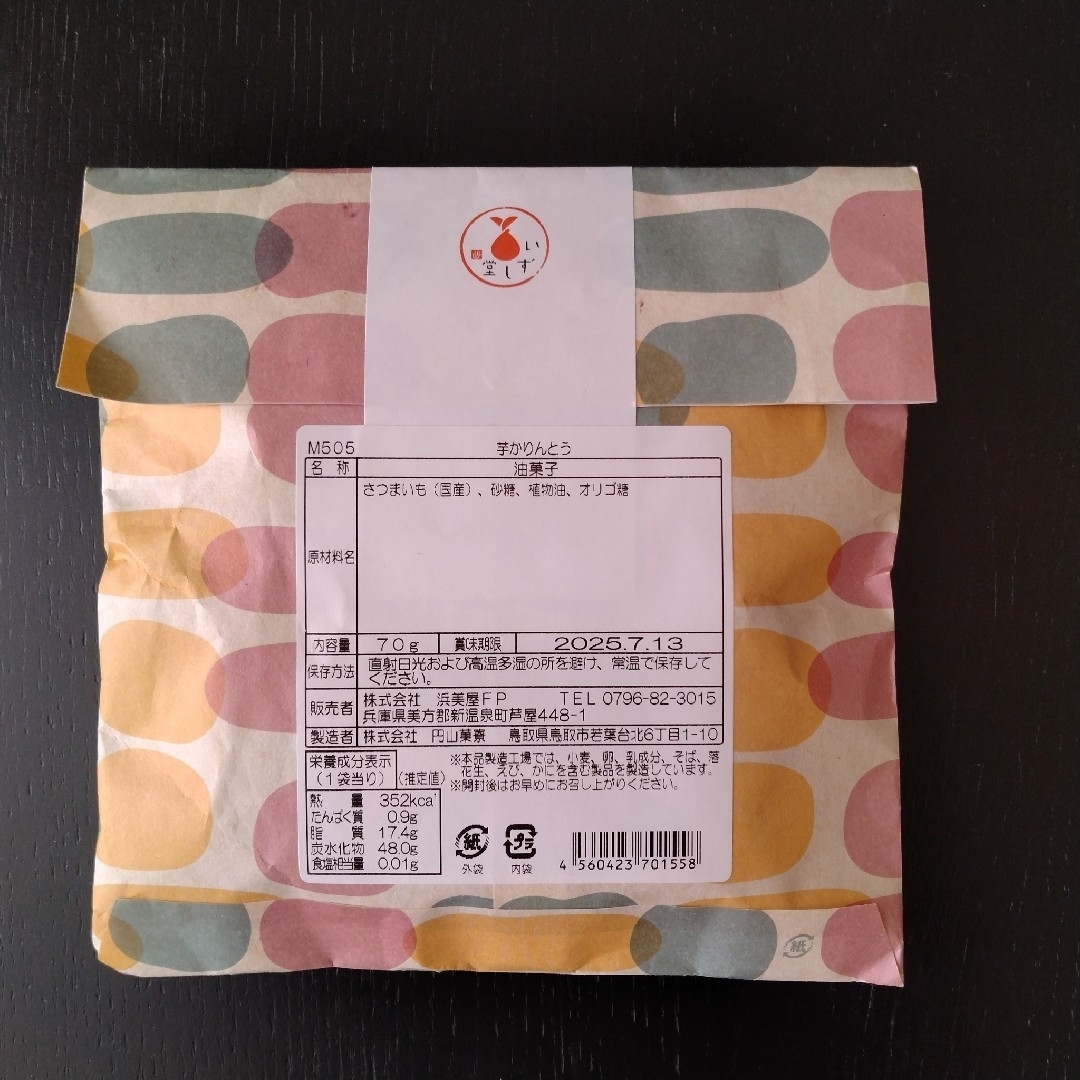 いずし堂
M505 芋かりんとう
名称 油菓子
原材料名 さつまいも（国産）、砂糖、植物油、オリゴ糖
内容量 70g 賞味期限 2025.7.13
保存方法 直射日光および高温多湿の所を避け、常温で保存して
ください。
販売者 株式会社 浜美屋FP TEL 0796-82-3015
兵庫県美方郡新温泉町芦屋448-1
製造者 株式会社 円山菓寮 鳥取県鳥取市若葉台北6丁目1-10
栄養成分表示
（1袋当り）（推定値）
※本品製造工場では、小麦、卵、乳成分、そば、落
花生、えび、かにを含む製品を製造しています。
※開封後はお早めにお召し上がりください。
熱量 352kcal
たんぱく質 0.9g
脂質 17.4g
炭水化物 48.0g
食塩相当量 0.01g
紙 プラ
外袋 内袋
4 560423 701558
紙